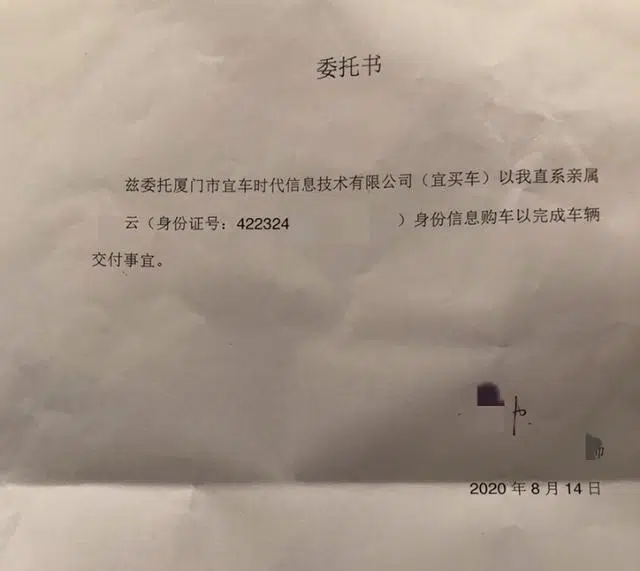 委托书
兹委托厦门市宜车时代信息技术有限公司（宜买车）以我直系亲属
云（身份证号：422324 ）身份信息购车以完成车辆
交付事宜。
2020 年 8 月 14 日